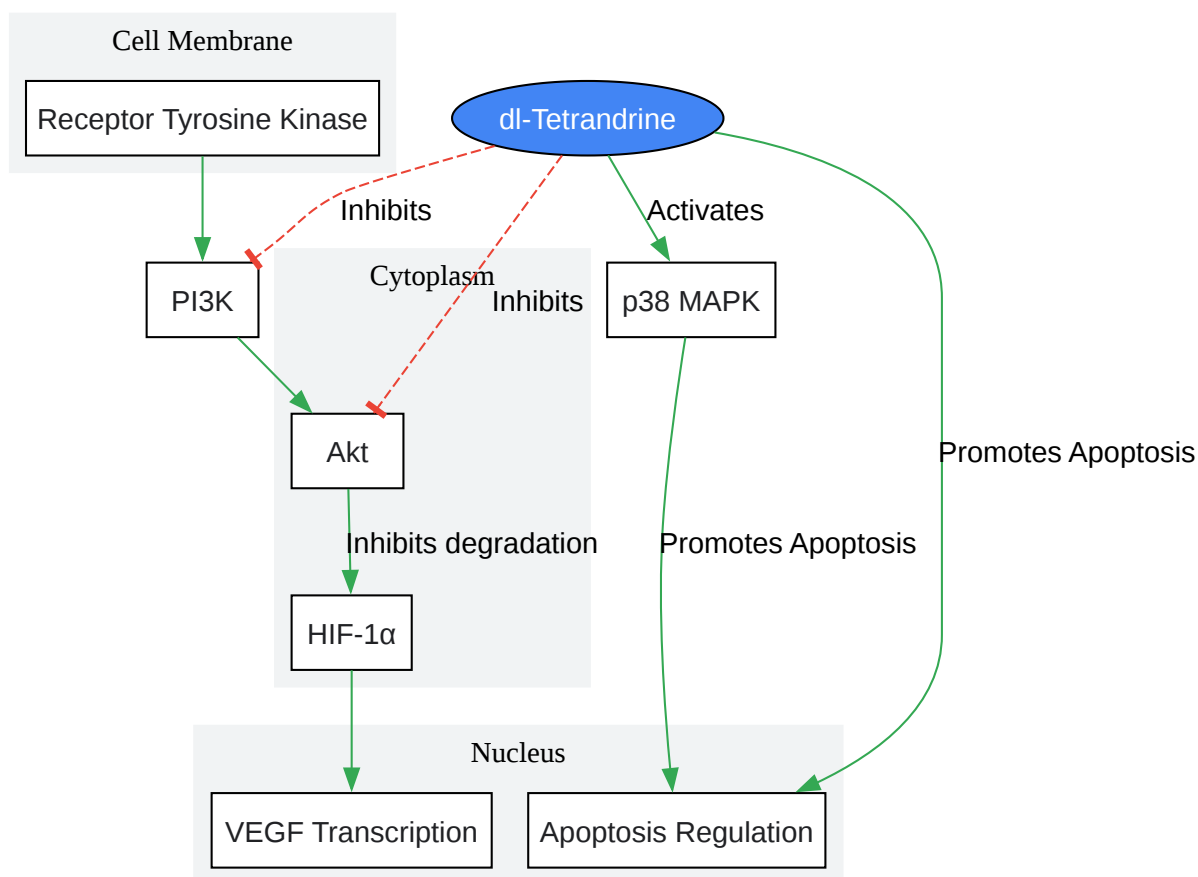 Cell Membrane
Receptor Tyrosine Kinase
dl-Tetrandrine
Inhibits
Activates
Cytoplasm
Inhibits
PI3K
p38 MAPK
Akt
Promotes Apoptosis
Inhibits degradation
Promotes Apoptosis
HIF-1α
Nucleus
VEGF Transcription
Apoptosis Regulation